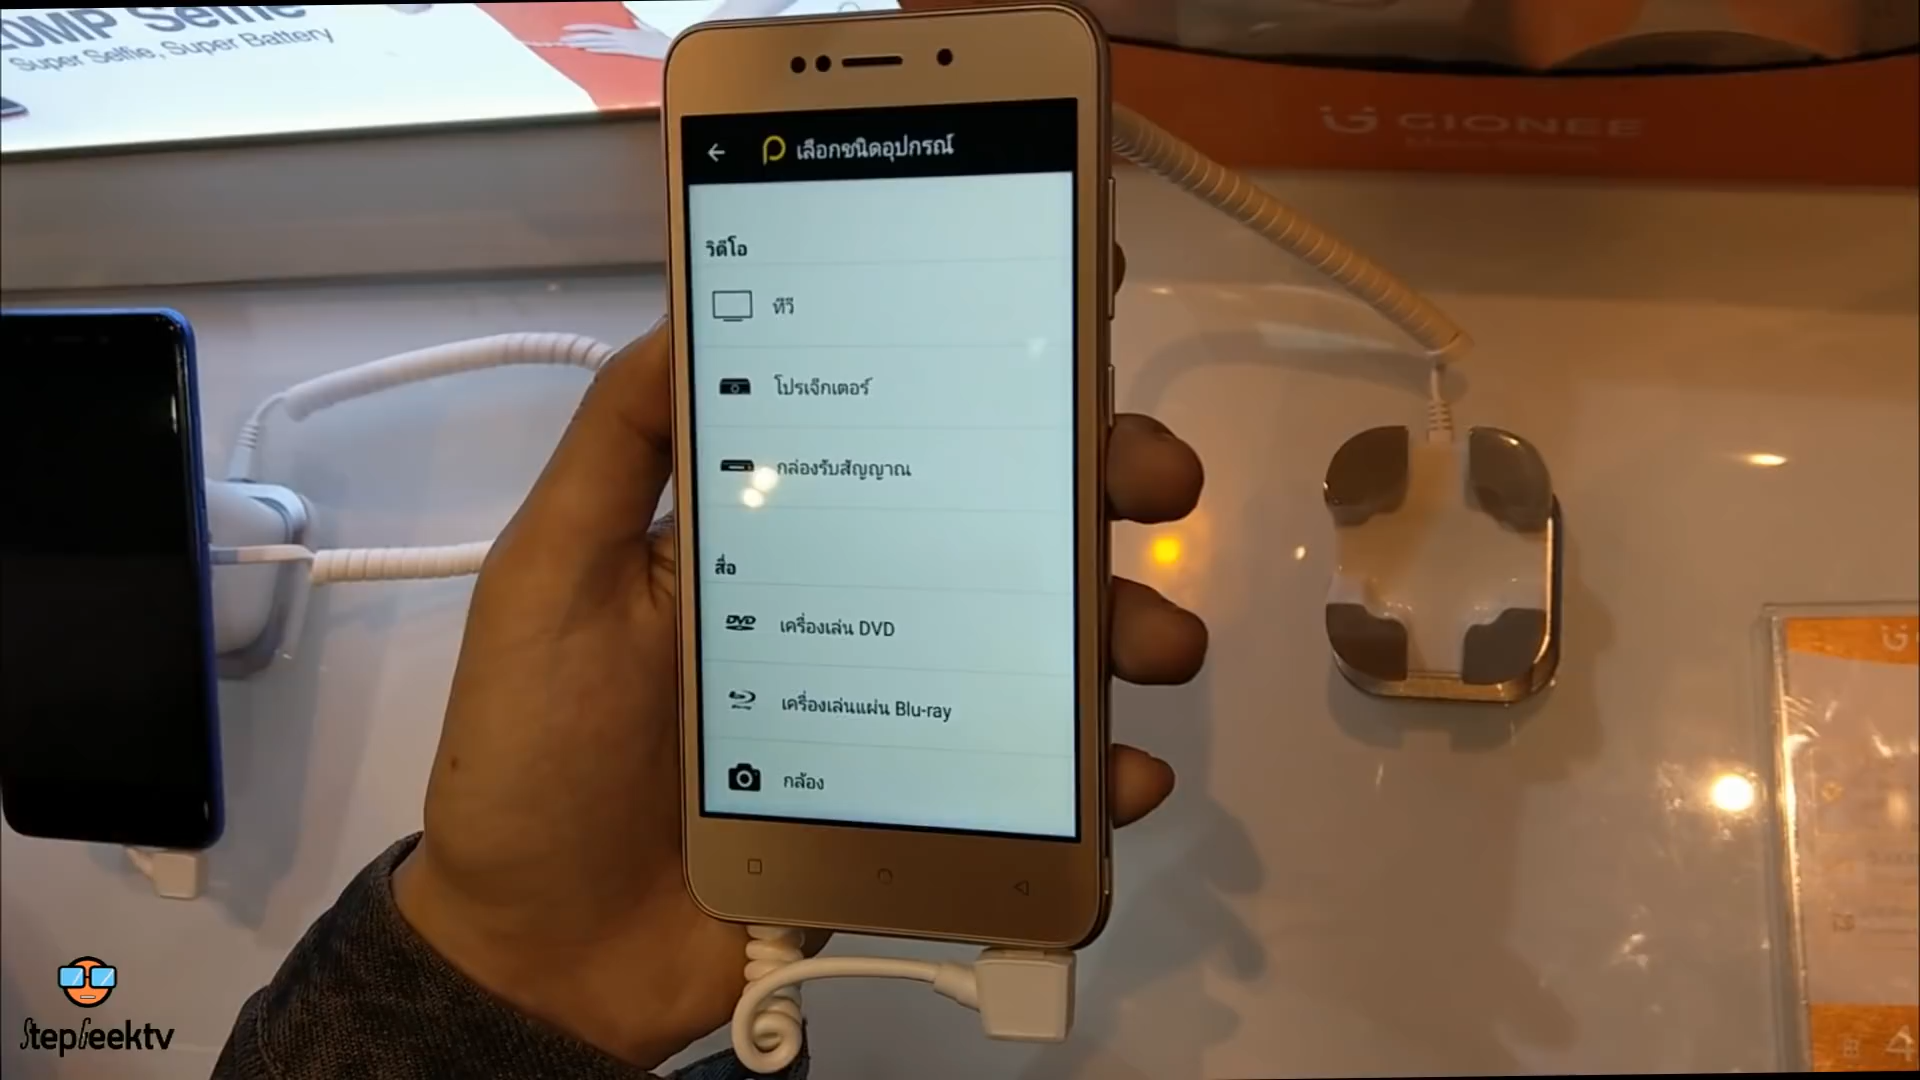 20MP Selfie
Super Selfie, Super Battery
GIONEE
เลือกชนิดอุปกรณ์
วิดีโอ
ทีวี
โปรเจ็กเตอร์
กล่องรับสัญญาณ
สื่อ
เครื่องเล่น DVD
เครื่องเล่นแผ่น Blu-ray
กล้อง
StepGeektv